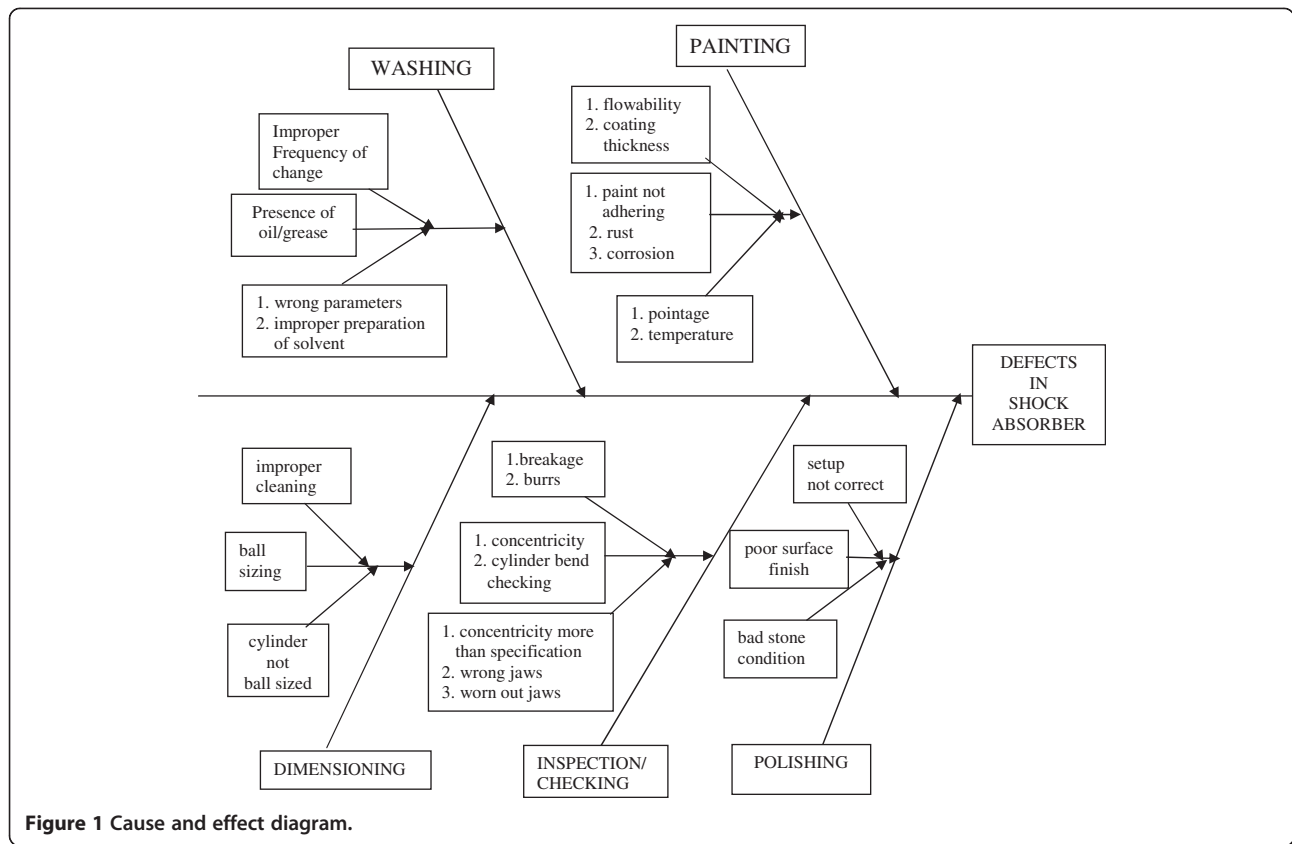 PAINTING
WASHING
1. flowability
2. coating
thickness
Improper
Frequency of
change
1. paint not
adhering
2. rust
3. corrosion
Presence of
oil/grease
1. wrong parameters
2. improper preparation
of solvent
1. pointage
2. temperature
DEFECTS
IN
SHOCK
ABSORBER
improper
cleaning
1.breakage
2. burrs
setup
not correct
ball
sizing
1. concentricity
2. cylinder bend
checking
poor surface
finish
cylinder
not
ball sized
1. concentricity more
than specification
2. wrong jaws
3. worn out jaws
bad stone
condition
DIMENSIONING
INSPECTION/
CHECKING
POLISHING
Figure 1 Cause and effect diagram.